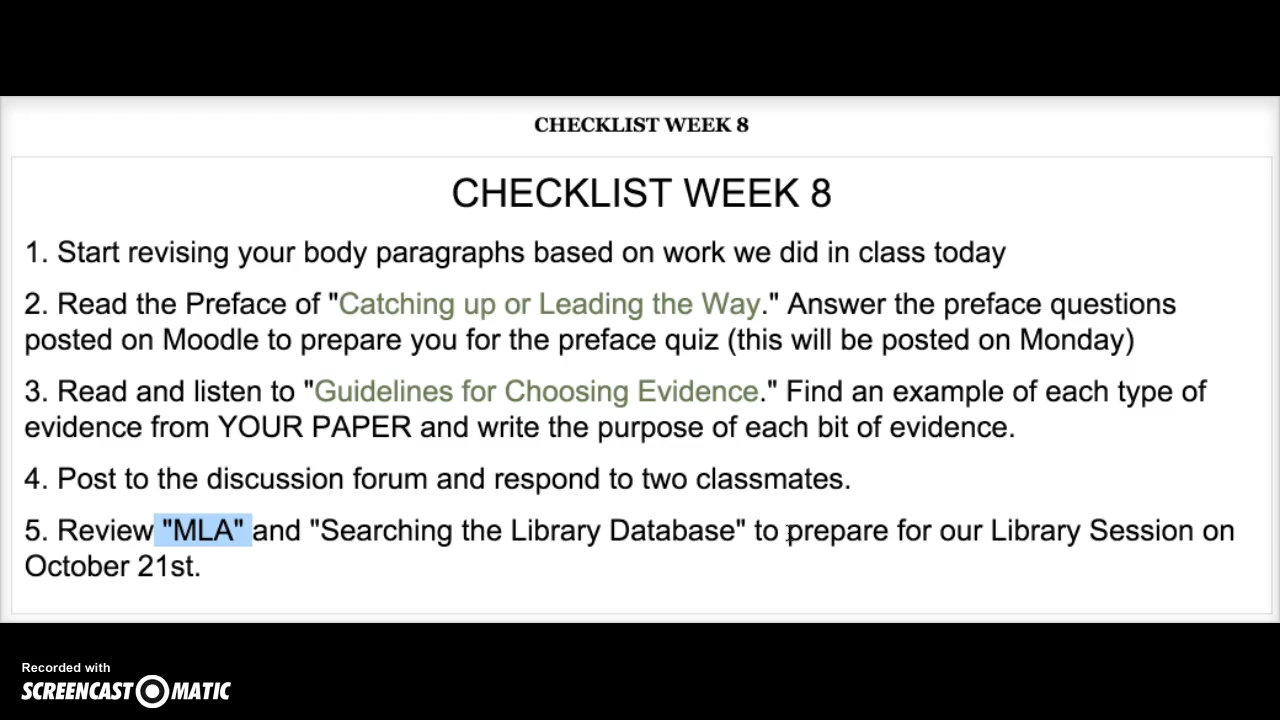 CHECKLIST WEEK 8
CHECKLIST WEEK 8
1. Start revising your body paragraphs based on work we did in class today
2. Read the Preface of "Catching up or Leading the Way." Answer the preface questions
posted on Moodle to prepare you for the preface quiz (this will be posted on Monday)
3. Read and listen to "Guidelines for Choosing Evidence." Find an example of each type of
evidence from YOUR PAPER and write the purpose of each bit of evidence.
4. Post to the discussion forum and respond to two classmates.
5. Review "MLA" and "Searching the Library Database" to prepare for our Library Session on
October 21st.
Recorded with
SCREENCAST MATIC